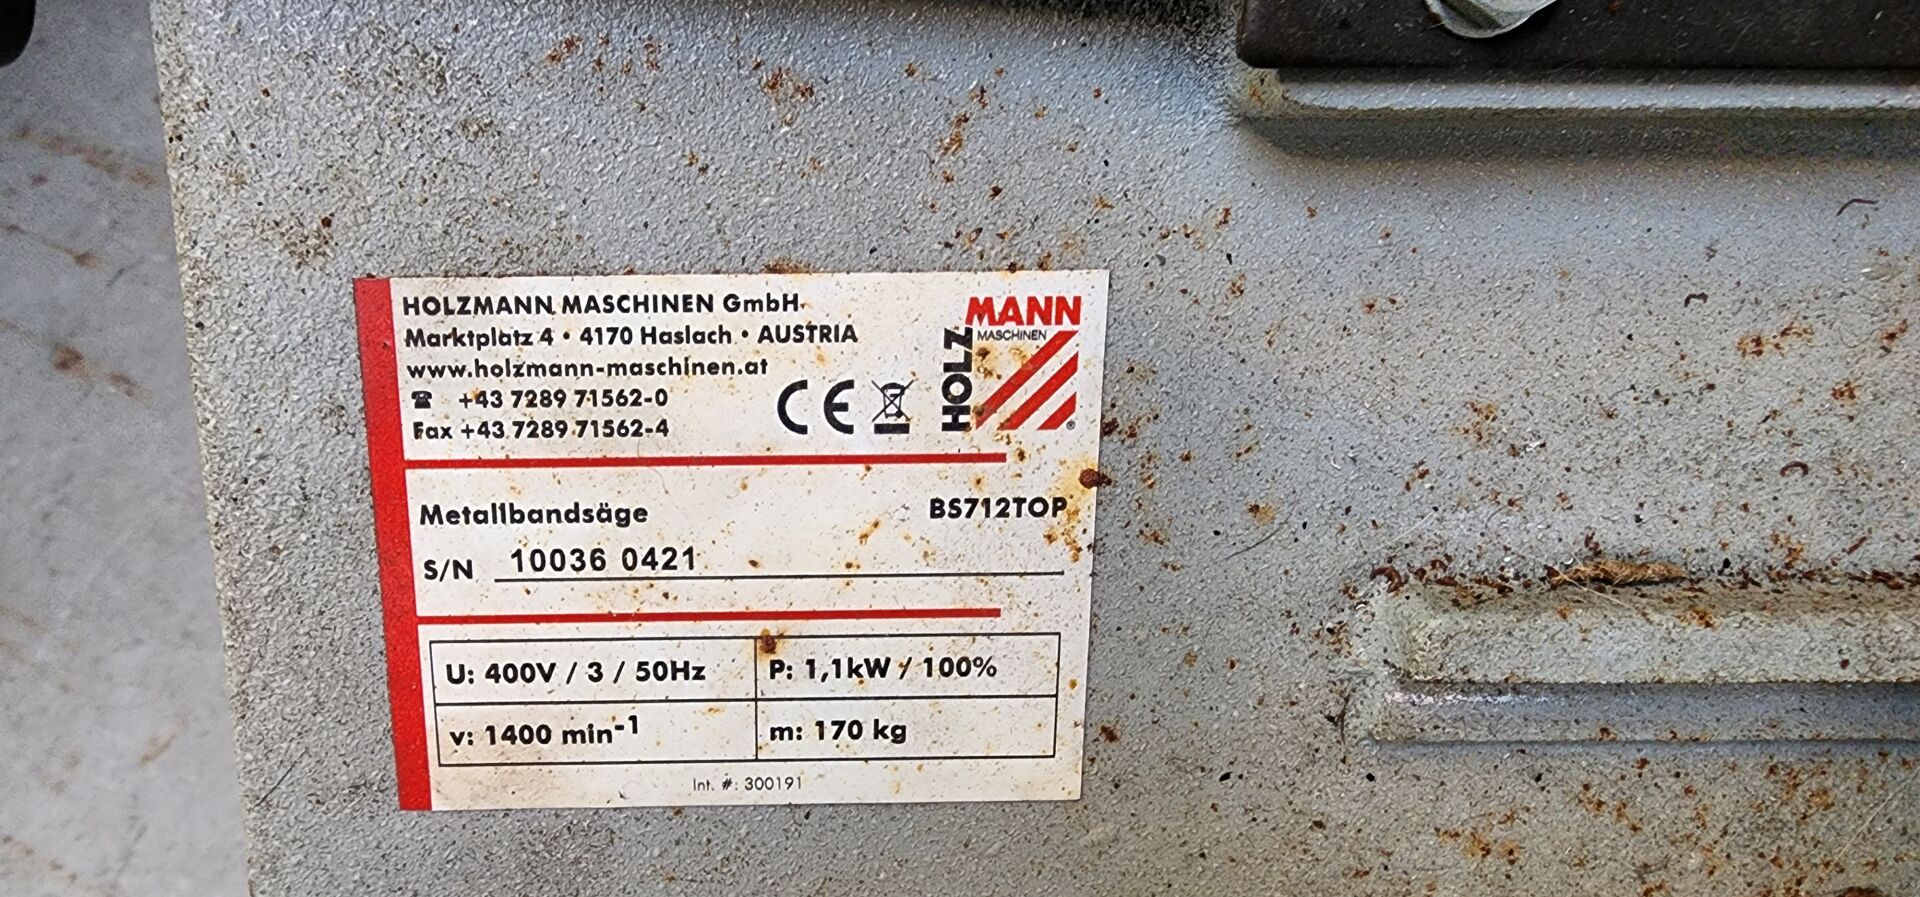 HOLZMANN MASCHINEN GmbH
Marktplatz 4 • 4170 Haslach • AUSTRIA
www.holzmann-maschinen.at
☎ +43 7289 71562-0
Fax +43 7289 71562-4
CE
HOLZ
MANN
MASCHINEN
®
Metallbandsäge BS712TOP
S/N 10036 0421
U: 400V / 3 / 50Hz P: 1,1kW / 100%
v: 1400 min⁻¹ m: 170 kg
Int. #: 300191